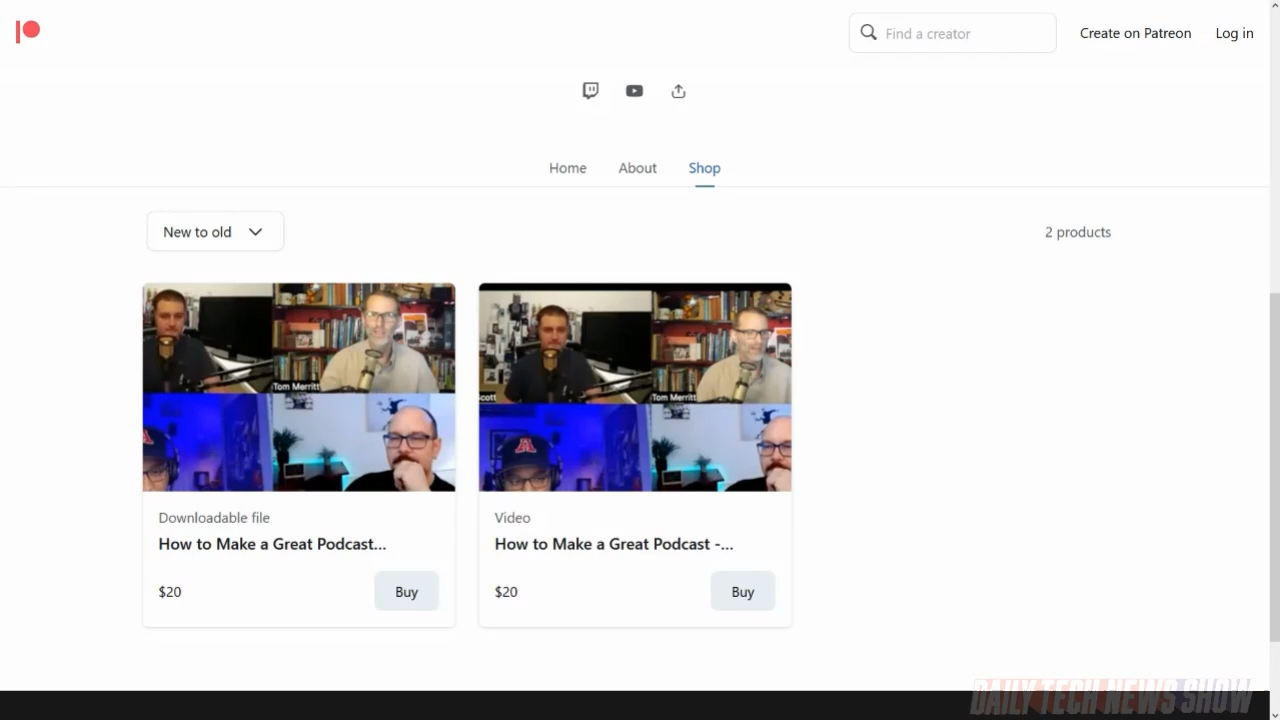 Find a creator
Create on Patreon
Log in
Home
About
Shop
New to old
2 products
Tom Merritt
scott
Tom Merritt
A
A
Downloadable file
How to Make a Great Podcast...
$20
Buy
Video
How to Make a Great Podcast -...
$20
Buy
DAILY TECH NEWS SHOW